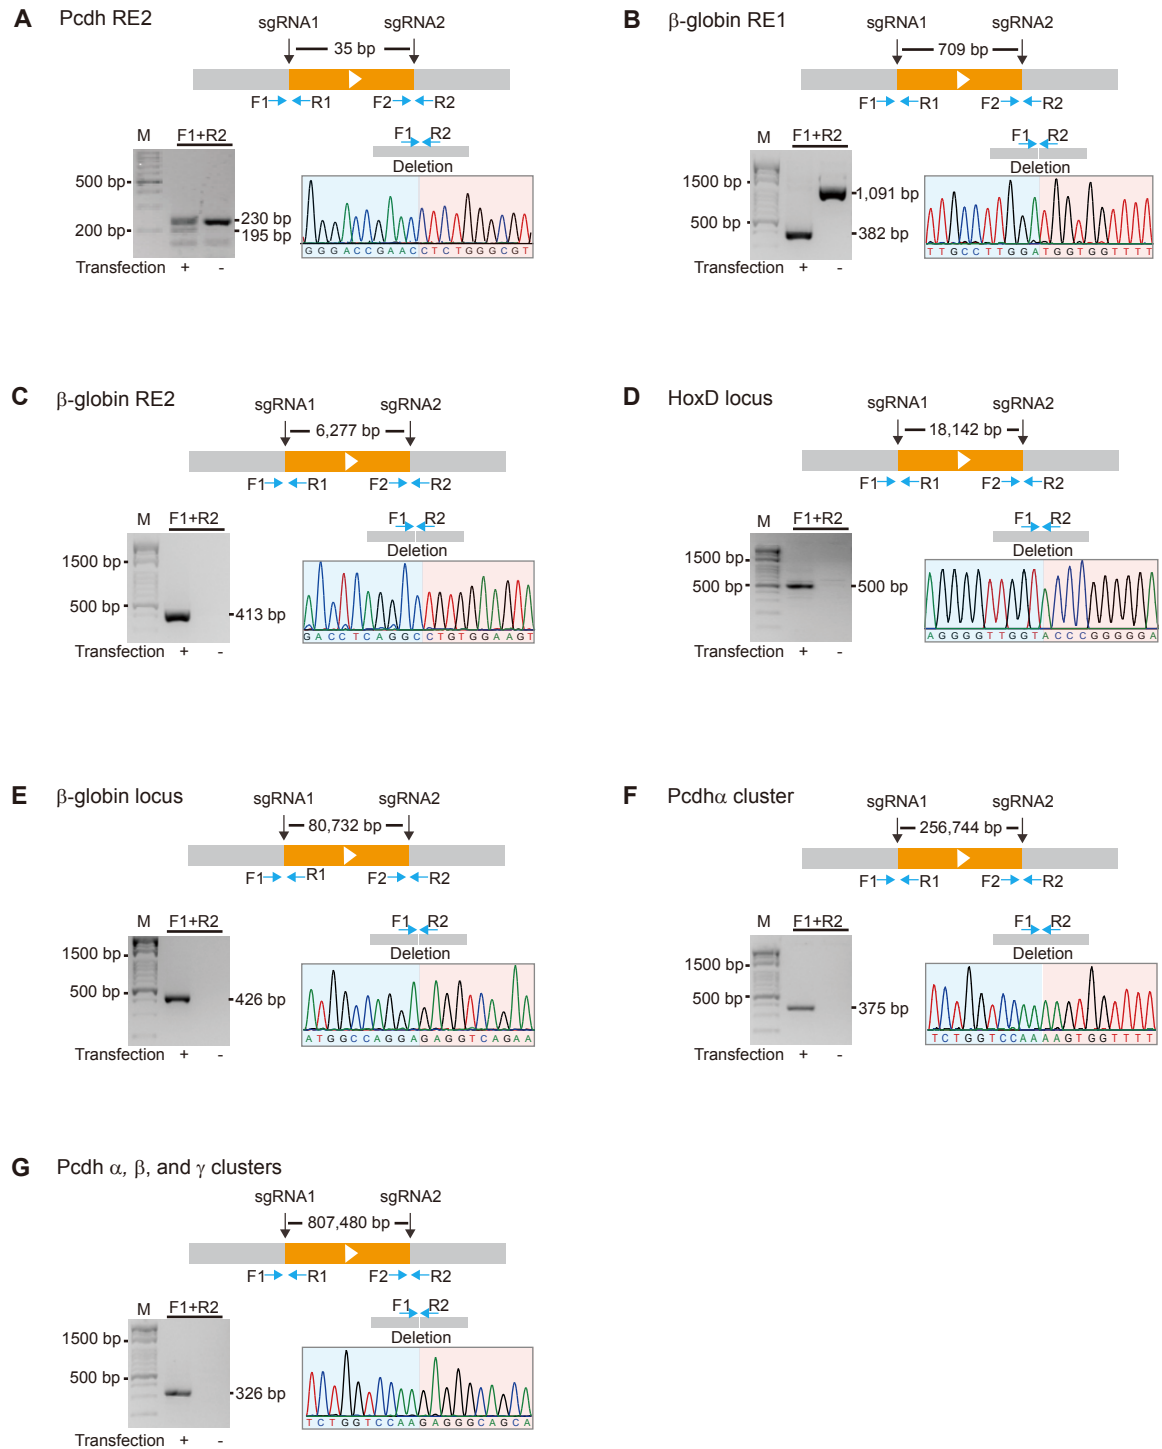 A Pcdh RE2
sgRNA1 sgRNA2
35 bp
F1 R1 F2 R2
M F1+R2
F1 R2
Deletion
500 bp
200 bp
230 bp
195 bp
GGGACCGAACCTCTGGGCGT
Transfection + -
B β-globin RE1
sgRNA1 sgRNA2
709 bp
F1 R1 F2 R2
M F1+R2
F1 R2
Deletion
1500 bp
500 bp
1,091 bp
382 bp
TTGCCTTGGATGGTGGTTTT
Transfection + -
C β-globin RE2
sgRNA1 sgRNA2
6,277 bp
F1 R1 F2 R2
M F1+R2
F1 R2
Deletion
1500 bp
500 bp
413 bp
GACCTCAGGCCTGTGGAAGT
Transfection + -
D HoxD locus
sgRNA1 sgRNA2
18,142 bp
F1 R1 F2 R2
M F1+R2
F1 R2
Deletion
1500 bp
500 bp
500 bp
AGGGGTTGGTACCCGGGGGA
Transfection + -
E β-globin locus
sgRNA1 sgRNA2
80,732 bp
F1 R1 F2 R2
M F1+R2
F1 R2
Deletion
1500 bp
500 bp
426 bp
ATGGCCAGGAGAGGTCAGAA
Transfection + -
F Pcdhα cluster
sgRNA1 sgRNA2
256,744 bp
F1 R1 F2 R2
M F1+R2
F1 R2
Deletion
1500 bp
500 bp
375 bp
TCTGGTCCAAAAGTGGTTTT
Transfection + -
G Pcdh α, β, and γ clusters
sgRNA1 sgRNA2
807,480 bp
F1 R1 F2 R2
M F1+R2
F1 R2
Deletion
1500 bp
500 bp
326 bp
TCTGGTCCAAGAGGGCAGCA
Transfection + -